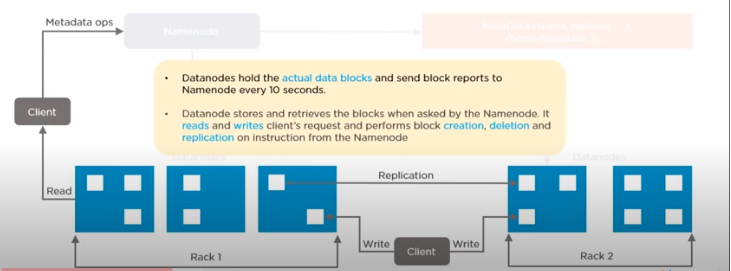 Metadata ops
Namenode
• Datanodes hold the actual data blocks and send block reports to
Namenode every 10 seconds.
• Datanode stores and retrieves the blocks when asked by the Namenode. It
reads and writes client's request and performs block creation, deletion and
replication on instruction from the Namenode
Client
Datanodes
Datanodes
Read
Replication
Write
Client
Write
Rack 1
Rack 2